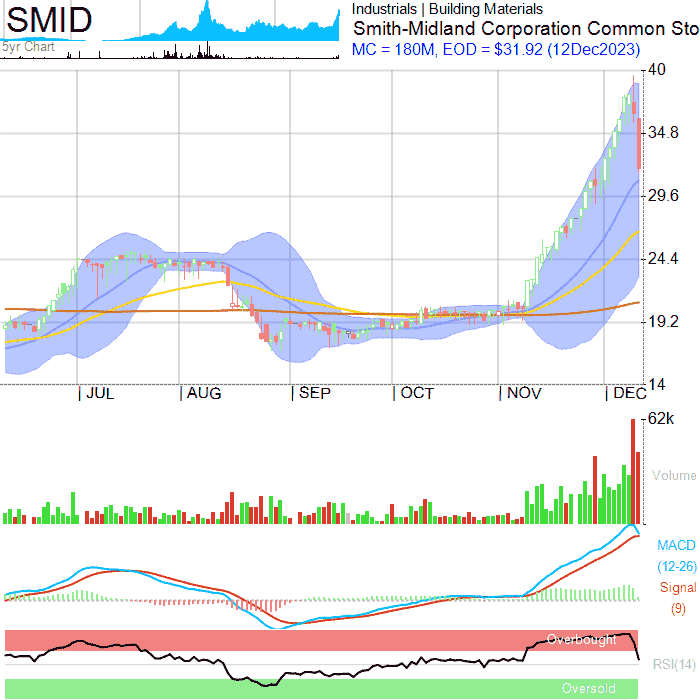 SMID
5yr Chart
Industrials | Building Materials
Smith-Midland Corporation Common Sto
MC = 180M, EOD = $31.92 (12Dec2023)
40
34.8
29.6
24.4
19.2
14
| JUL | AUG | SEP | OCT | NOV | DEC
62k
Volume
MACD
(12-26)
Signal
(9)
Overbought
RSI(14)
Oversold